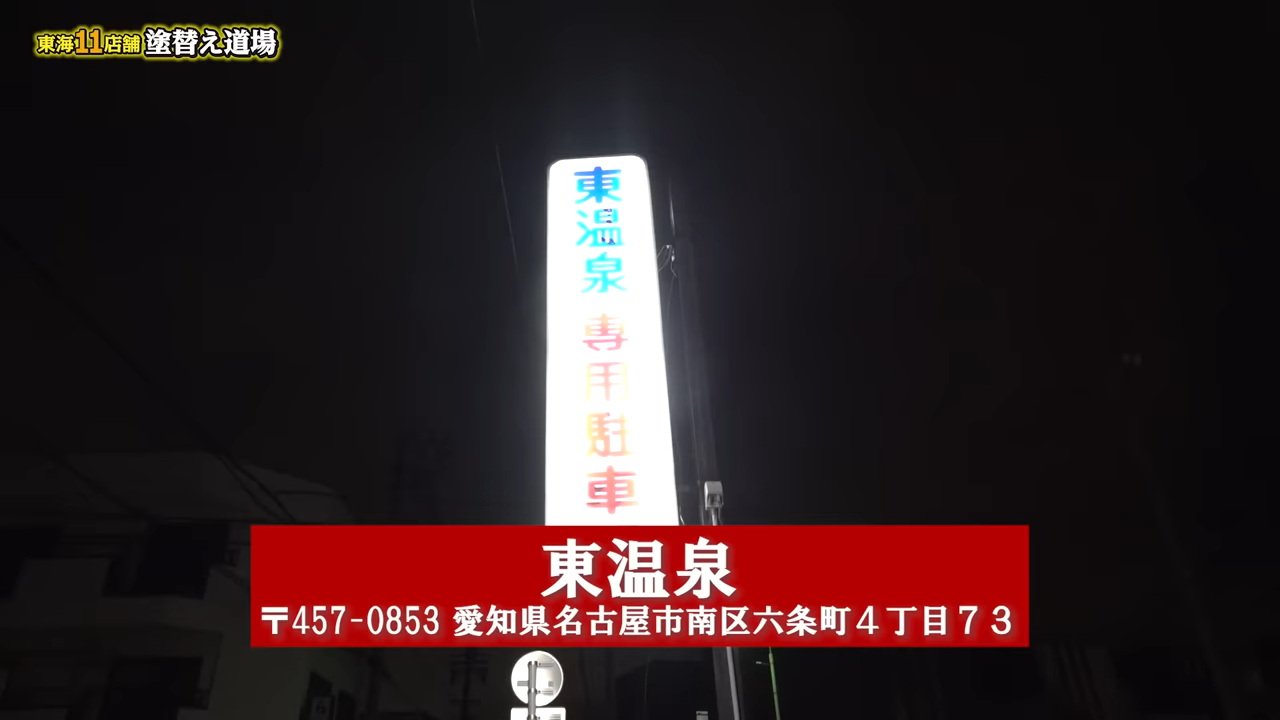 東海11店舗塗替え道場
東温泉
専用駐車
東温泉
〒457-0853 愛知県名古屋市南区六条町４丁目７３